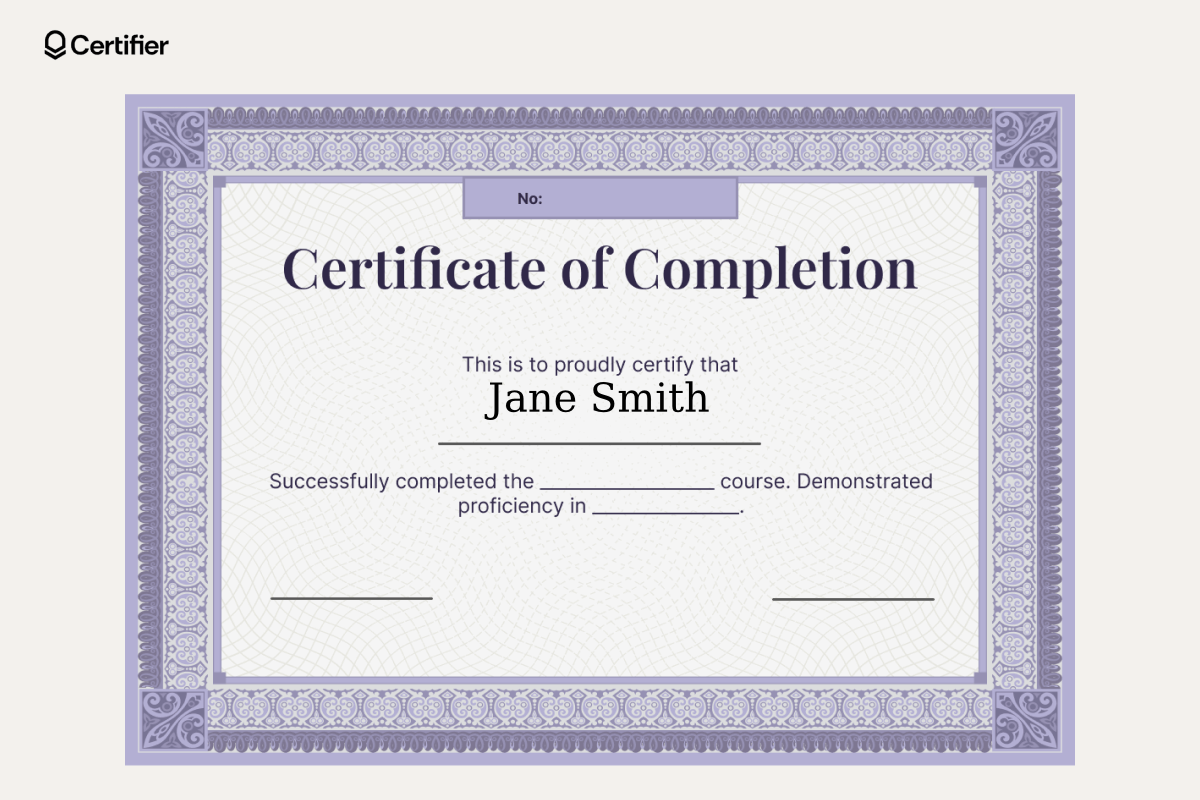 Certifier
No:
Certificate of Completion
This is to proudly certify that
Jane Smith
Successfully completed the ________________ course. Demonstrated
proficiency in _____________.